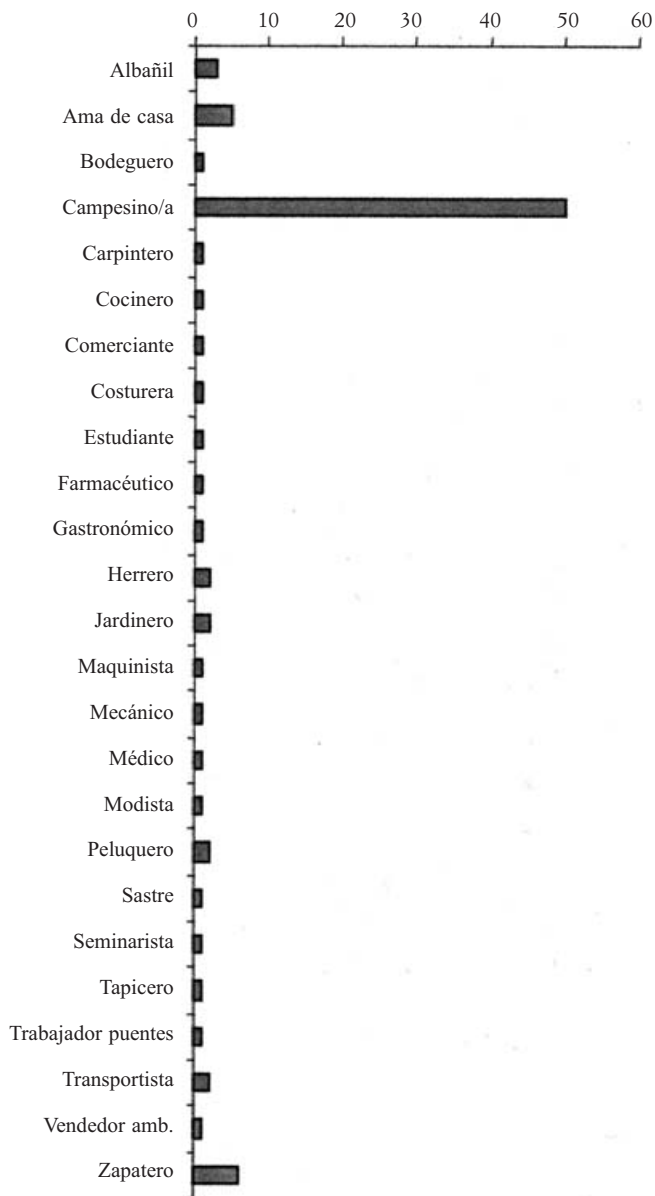 0 10 20 30 40 50 60
Albañil
Ama de casa
Bodeguero
Campesino/a
Carpintero
Cocinero
Comerciante
Costurera
Estudiante
Farmacéutico
Gastronómico
Herrero
Jardinero
Maquinista
Mecánico
Médico
Modista
Peluquero
Sastre
Seminarista
Tapicero
Trabajador puentes
Transportista
Vendedor amb.
Zapatero